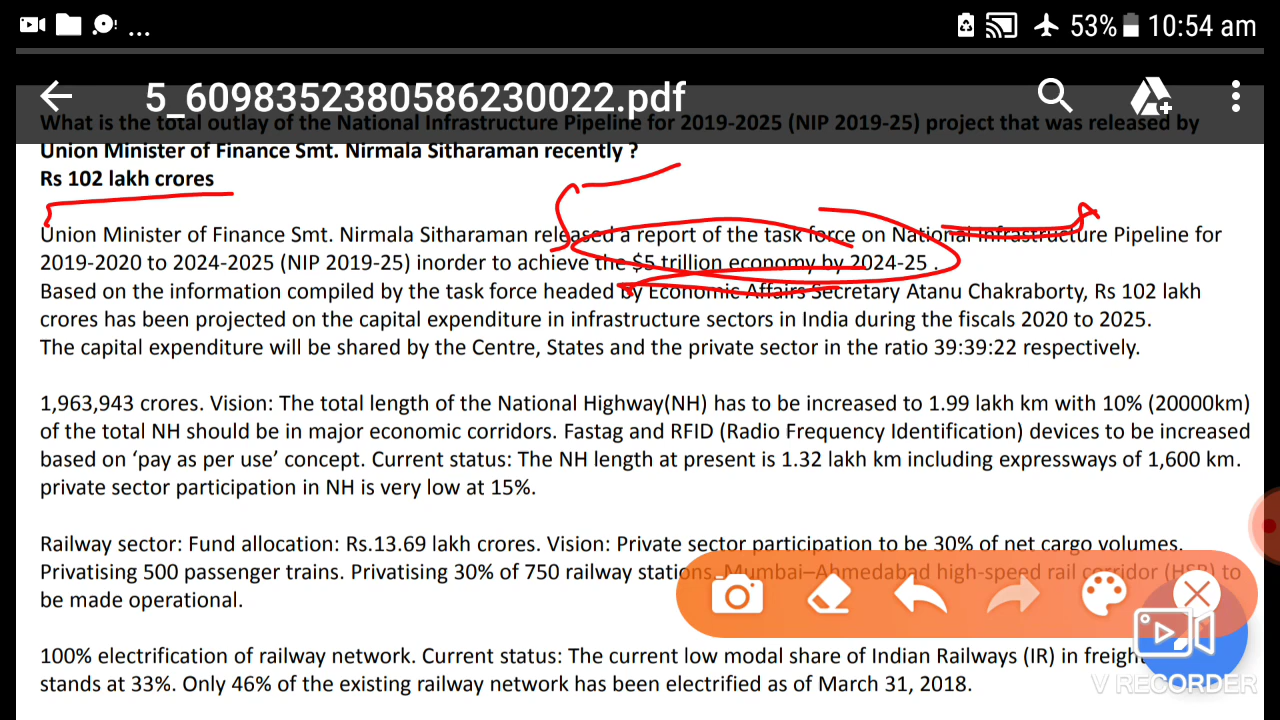 ... 53% 10:54 am
5_6098352380586230022.pdf
What is the total outlay of the National Infrastructure Pipeline for 2019-2025 (NIP 2019-25) project that was released by
Union Minister of Finance Smt. Nirmala Sitharaman recently ?
Rs 102 lakh crores
Union Minister of Finance Smt. Nirmala Sitharaman released a report of the task force on National Infrastructure Pipeline for
2019-2020 to 2024-2025 (NIP 2019-25) inorder to achieve the $5 trillion economy by 2024-25 .
Based on the information compiled by the task force headed by Economic Affairs Secretary Atanu Chakraborty, Rs 102 lakh
crores has been projected on the capital expenditure in infrastructure sectors in India during the fiscals 2020 to 2025.
The capital expenditure will be shared by the Centre, States and the private sector in the ratio 39:39:22 respectively.
1,963,943 crores. Vision: The total length of the National Highway(NH) has to be increased to 1.99 lakh km with 10% (20000km)
of the total NH should be in major economic corridors. Fastag and RFID (Radio Frequency Identification) devices to be increased
based on ‘pay as per use’ concept. Current status: The NH length at present is 1.32 lakh km including expressways of 1,600 km.
private sector participation in NH is very low at 15%.
Railway sector: Fund allocation: Rs.13.69 lakh crores. Vision: Private sector participation to be 30% of net cargo volumes.
Privatising 500 passenger trains. Privatising 30% of 750 railway stations. Mumbai–Ahmedabad high-speed rail corridor (HSR) to
be made operational.
100% electrification of railway network. Current status: The current low modal share of Indian Railways (IR) in freight
stands at 33%. Only 46% of the existing railway network has been electrified as of March 31, 2018.
V RECORDER